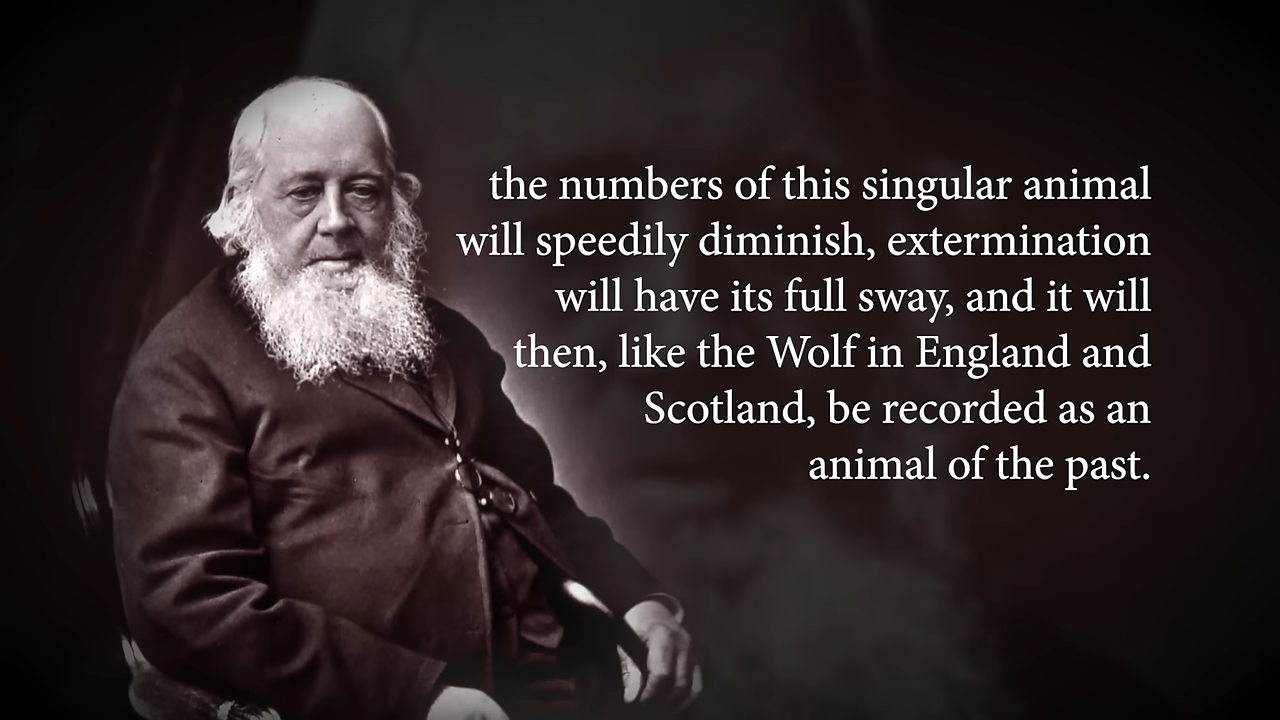 the numbers of this singular animal
will speedily diminish, extermination
will have its full sway, and it will
then, like the Wolf in England and
Scotland, be recorded as an
animal of the past.